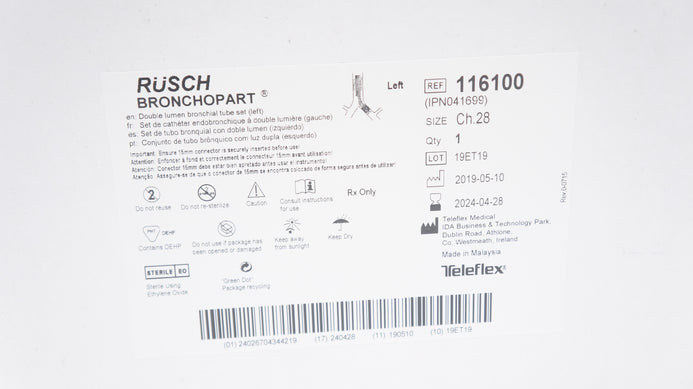 RÜSCH
BRONCHOPART ®
en: Double lumen bronchial tube set (left)
fr: Set de cathéter endobronchique à double lumière (gauche)
es: Set de tubo bronquial con doble lumen (izquierdo)
pt: Conjunto de tubo brônquico com luz dupla (esquerdo)
Important: Ensure 15mm connector is securely inserted before use!
Attention: Enfoncer à fond et correctement le connecteur 15mm avant utilisation!
Atención: Conector 15mm debe estar bien apretado antes usar el instrumento!
Atenção: Assegure-se de que o conector de 15mm se encontra colocado de forma segura antes de usar!
Left
REF 116100
(IPN041699)
SIZE Ch.28
Qty 1
LOT 19ET19
2019-05-10
2024-04-28
Teleflex Medical
IDA Business & Technology Park,
Dublin Road, Athlone,
Co. Westmeath, Ireland
Made in Malaysia
Teleflex®
Rev.040715
2
Do not reuse
Do not re-sterilize
Caution
i
Consult instructions
for use
Rx Only
PHT DEHP
Contains DEHP
Do not use if package has
been opened or damaged
Keep away
from sunlight
Keep Dry
STERILE EO
Sterile using
Ethylene Oxide
"Green Dot"
Package recycling
(01) 24026704344219 (17) 240428 (11) 190510 (10) 19ET19